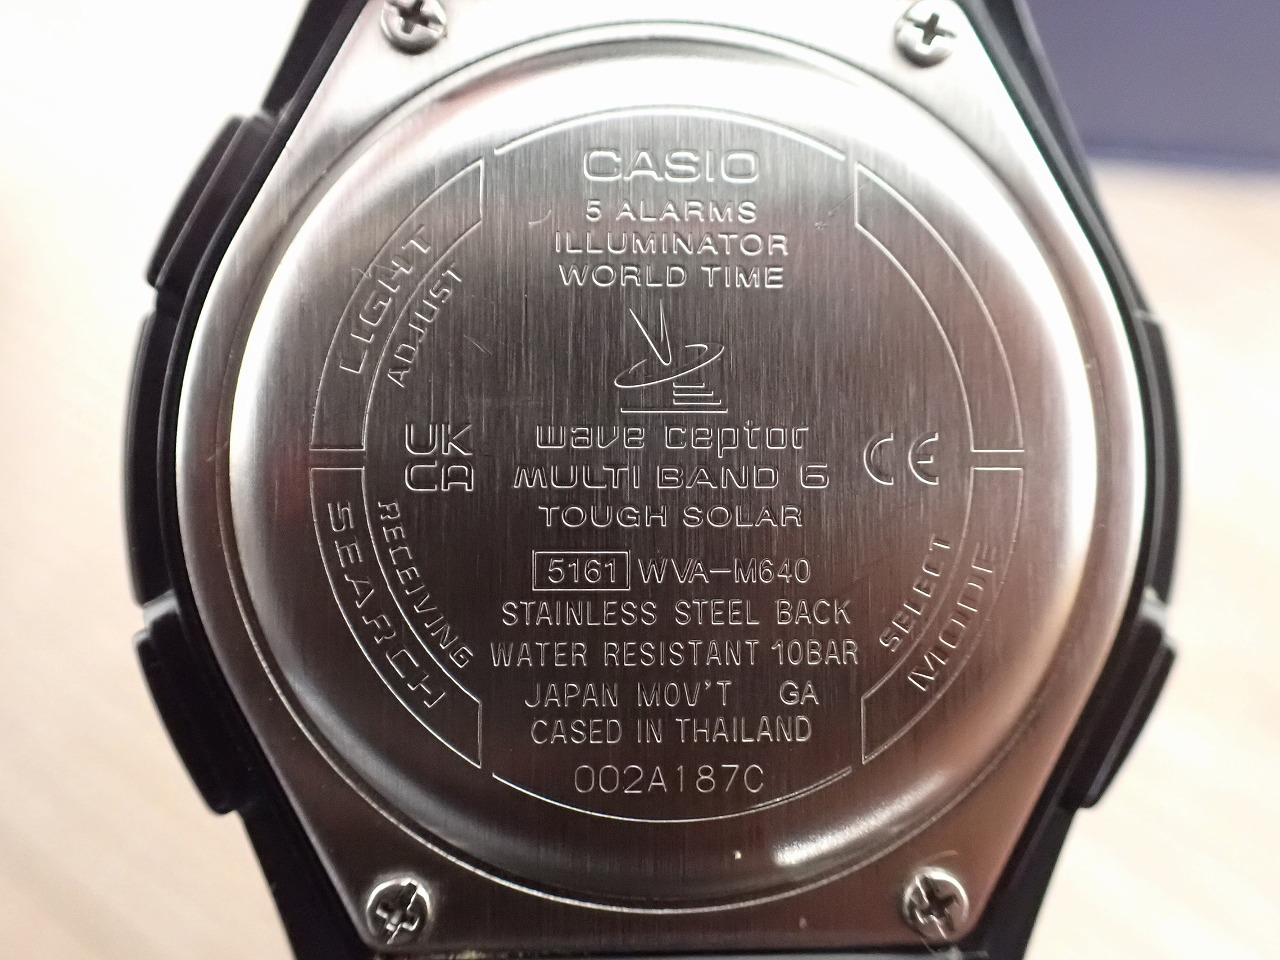 CASIO
5 ALARMS
ILLUMINATOR
WORLD TIME
LIGHT
ADJUST
UK
CA
wave ceptor
CE
MULTI BAND 6
TOUGH SOLAR
SEARCH
RECEIVING
SELECT
MODE
5161 WVA-M640
STAINLESS STEEL BACK
WATER RESISTANT 10BAR
JAPAN MOV'T GA
CASED IN THAILAND
002A187C